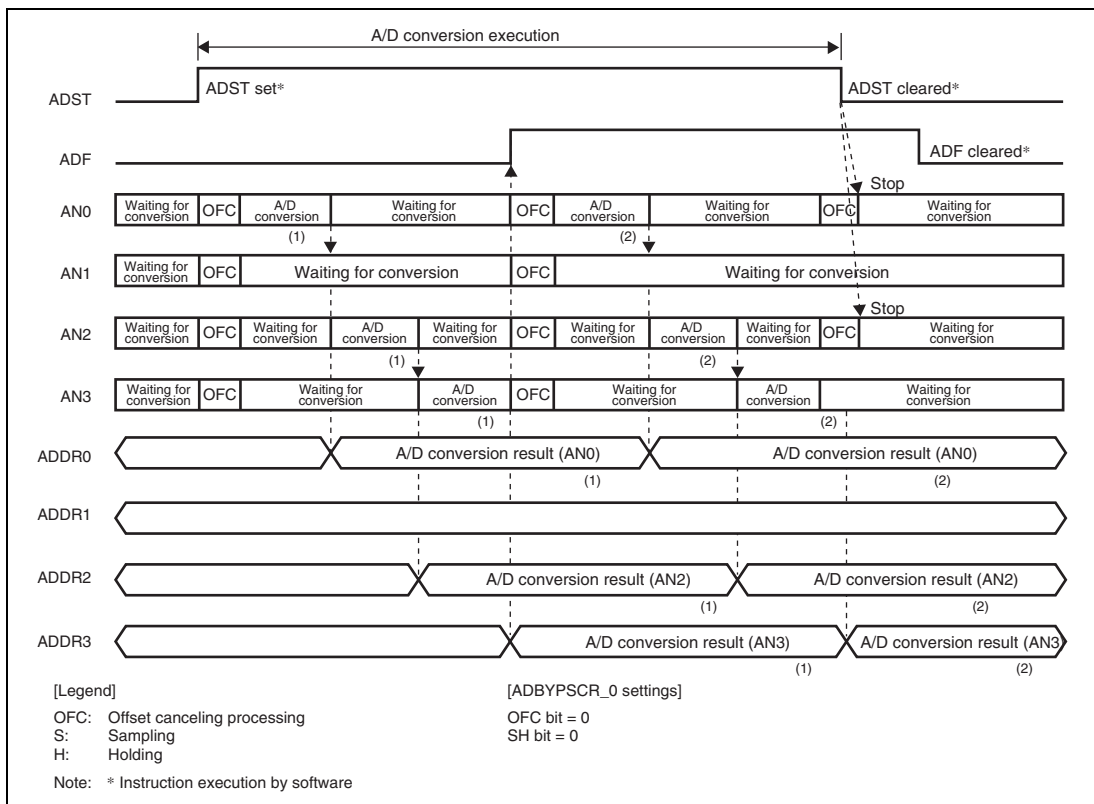 A/D conversion execution
ADST
ADST set*
ADST cleared*
ADF
ADF cleared*
Stop
AN0
Waiting for conversion
OFC
A/D conversion
Waiting for conversion
OFC
A/D conversion
Waiting for conversion
OFC
Waiting for conversion
(1)
(2)
AN1
Waiting for conversion
OFC
Waiting for conversion
OFC
Waiting for conversion
Stop
AN2
Waiting for conversion
OFC
Waiting for conversion
A/D conversion
Waiting for conversion
OFC
Waiting for conversion
A/D conversion
Waiting for conversion
OFC
Waiting for conversion
(1)
(2)
AN3
Waiting for conversion
OFC
Waiting for conversion
A/D conversion
OFC
Waiting for conversion
A/D conversion
Waiting for conversion
(1)
(2)
ADDR0
A/D conversion result (AN0)
A/D conversion result (AN0)
(1)
(2)
ADDR1
ADDR2
A/D conversion result (AN2)
A/D conversion result (AN2)
(1)
(2)
ADDR3
A/D conversion result (AN3)
A/D conversion result (AN3)
(1)
(2)
[Legend]
[ADBYPSCR_0 settings]
OFC: Offset canceling processing
OFC bit = 0
S: Sampling
SH bit = 0
H: Holding
Note: * Instruction execution by software